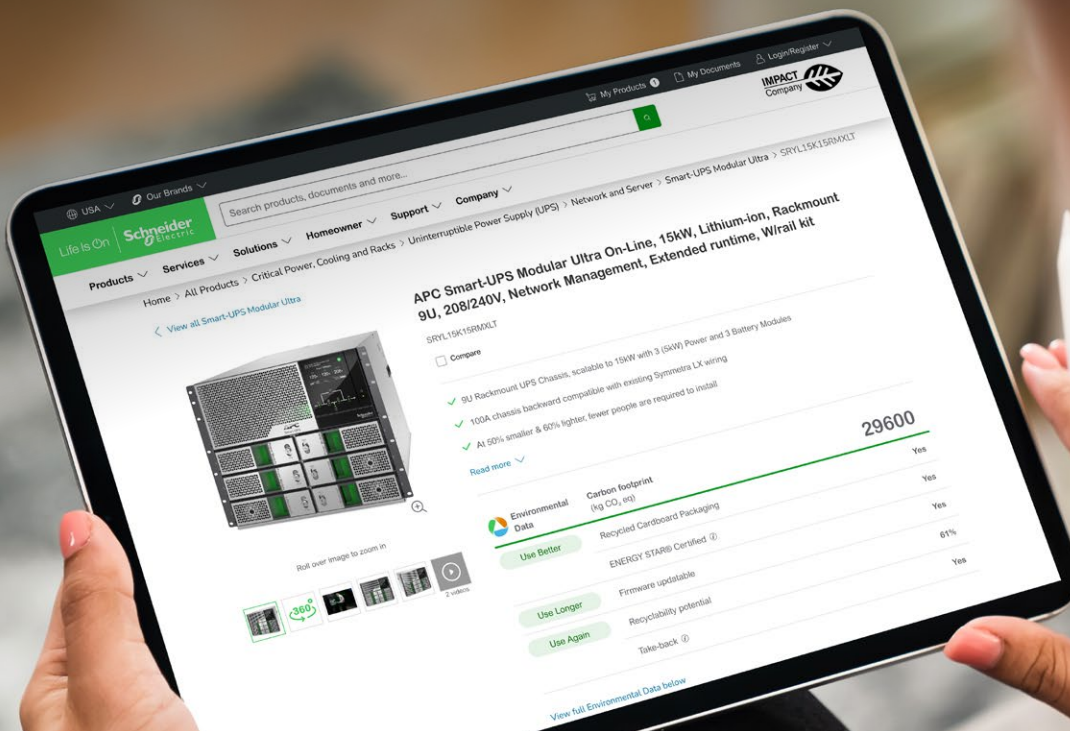 USA
Our Brands
My Products 1
My Documents
Login/Register
Life Is On
Schneider
Electric
Search products, documents and more...
IMPACT
Company
Products
Services
Solutions
Homeowner
Support
Company
Home > All Products > Critical Power, Cooling and Racks > Uninterruptible Power Supply (UPS) > Network and Server > Smart-UPS Modular Ultra > SRYL15K15RMXLT
View all Smart-UPS Modular Ultra
APC Smart-UPS Modular Ultra On-Line, 15kW, Lithium-ion, Rackmount
9U, 208/240V, Network Management, Extended runtime, W/rail kit
SRYL15K15RMXLT
Compare
9U Rackmount UPS Chassis, scalable to 15kW with 3 (5kW) Power and 3 Battery Modules
100A chassis backward compatible with existing Symmetra LX wiring
At 50% smaller & 60% lighter, fewer people are required to install
Read more
APC
Roll over image to zoom in
360°
2 videos
Environmental
Data
Carbon footprint
(kg CO₂ eq)
29600
Use Better
Recycled Cardboard Packaging
Yes
ENERGY STAR® Certified
Yes
Use Longer
Firmware updatable
Yes
Use Again
Recyclability potential
61%
Take-back
Yes
View full Environmental Data below